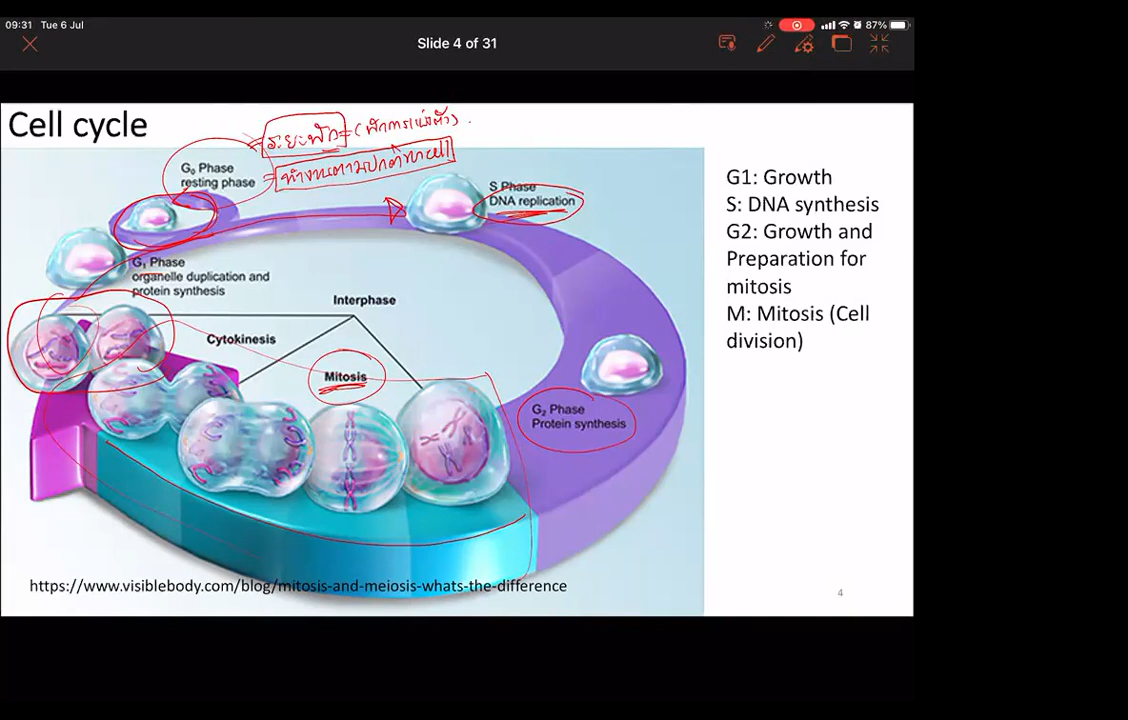 09:31 Tue 6 Jul
87%
Slide 4 of 31
Cell cycle
ระยะพัก = (พักการแบ่งตัว)
ทำงานตามปกติของ cell
G₀ Phase
resting phase
S Phase
DNA replication
G₁ Phase
organelle duplication and
protein synthesis
Interphase
Cytokinesis
Mitosis
G₂ Phase
Protein synthesis
G1: Growth
S: DNA synthesis
G2: Growth and
Preparation for
mitosis
M: Mitosis (Cell
division)
https://www.visiblebody.com/blog/mitosis-and-meiosis-whats-the-difference
4